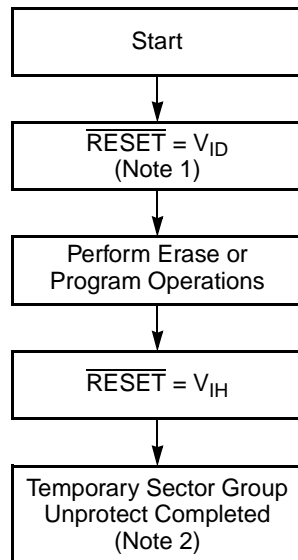 Start
RESET = VID
(Note 1)
Perform Erase or
Program Operations
RESET = VIH
Temporary Sector Group
Unprotect Completed
(Note 2)